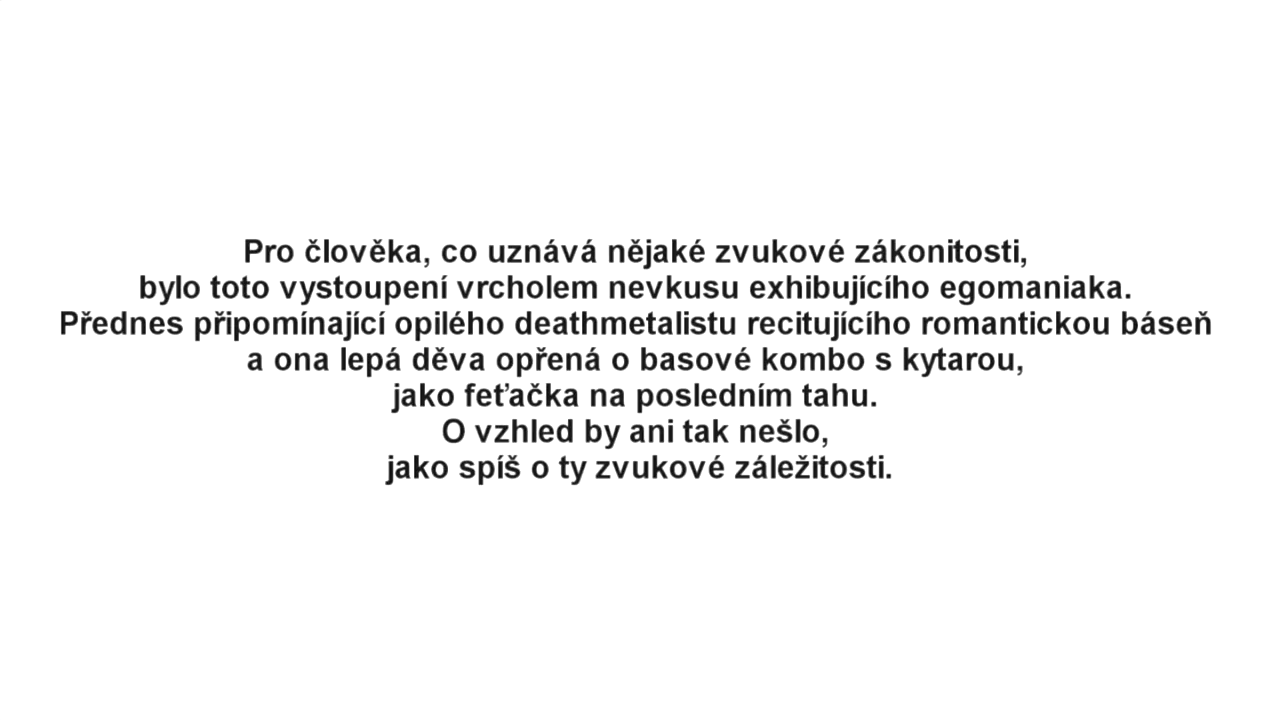 Pro člověka, co uznává nějaké zvukové zákonitosti,
bylo toto vystoupení vrcholem nevkusu exhibujícího egomaniaka.
Přednes připomínající opilého deathmetalistu recitujícího romantickou báseň
a ona lepá děva opřená o basové kombo s kytarou,
jako feťačka na posledním tahu.
O vzhled by ani tak nešlo,
jako spíš o ty zvukové záležitosti.